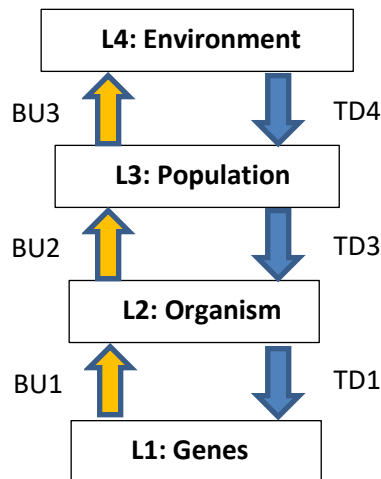 L4: Environment
BU3 TD4
L3: Population
BU2 TD3
L2: Organism
BU1 TD1
L1: Genes